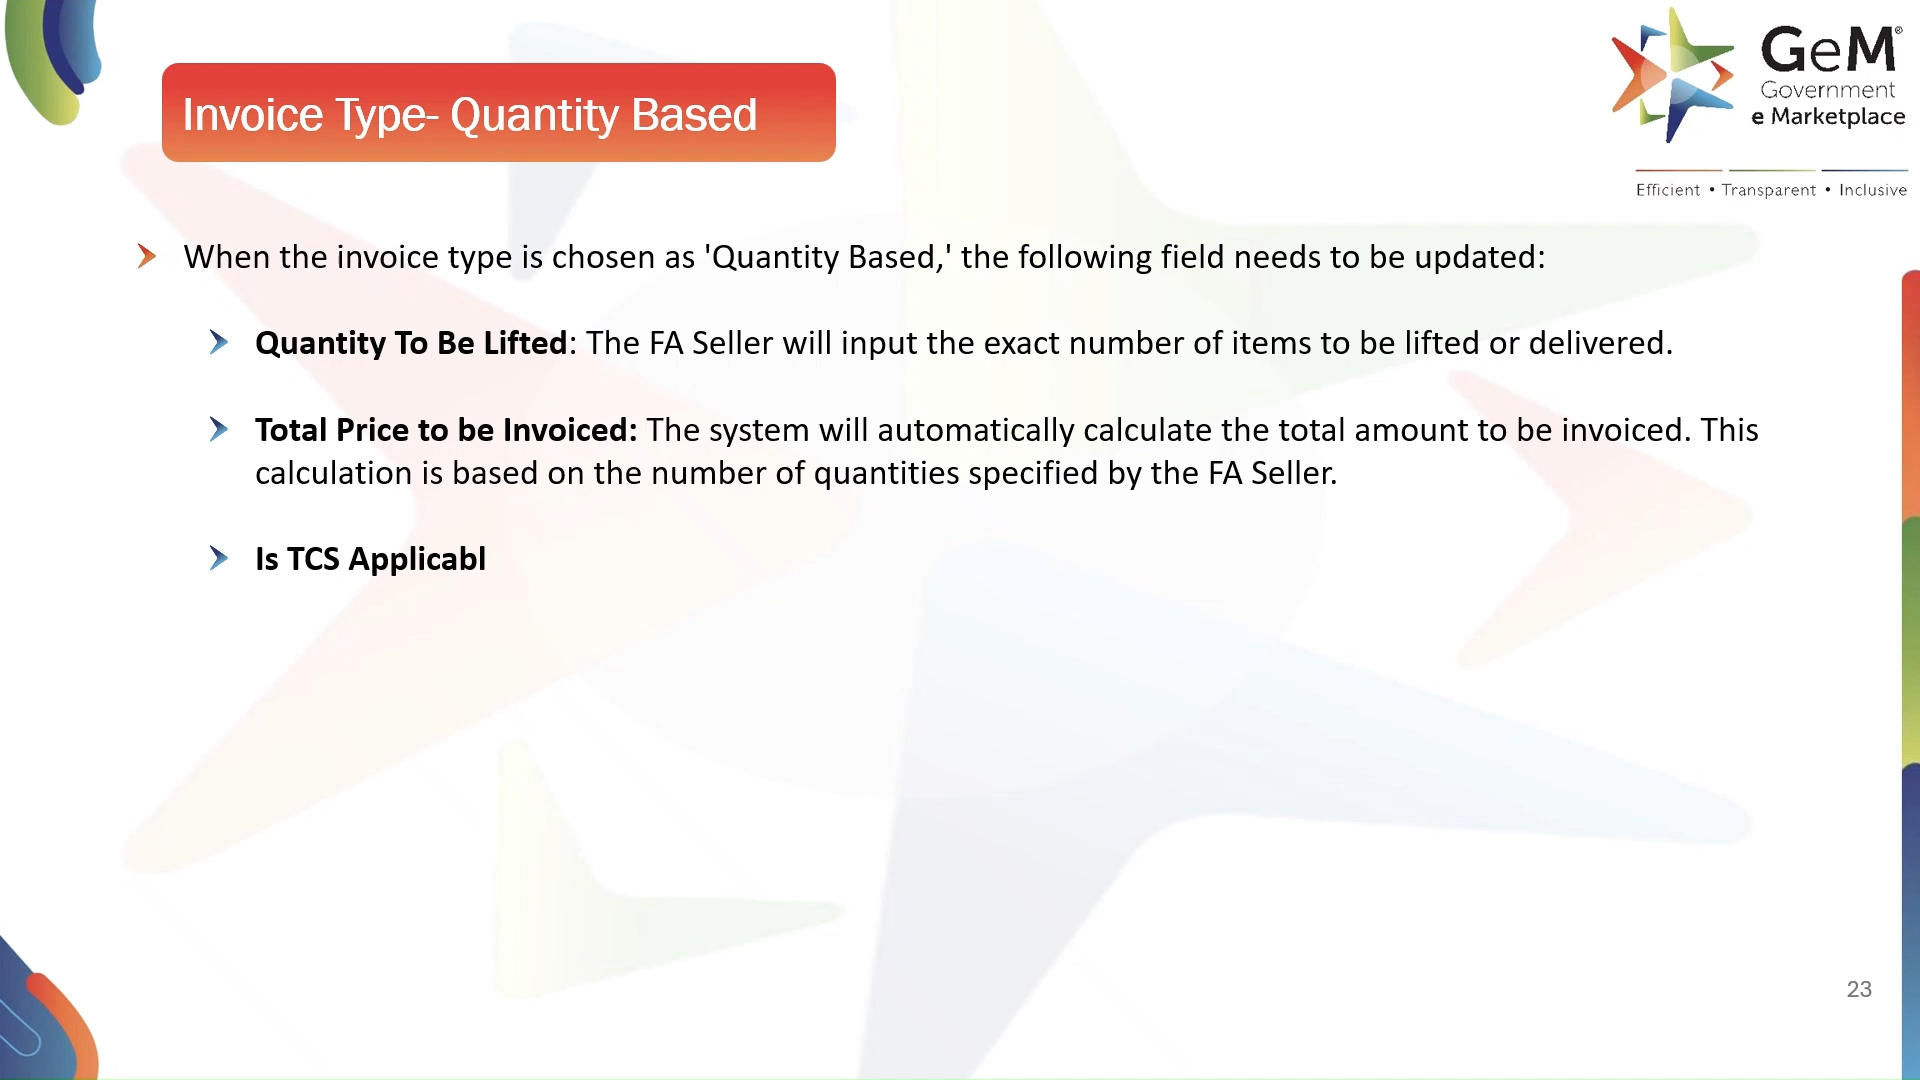 Invoice Type- Quantity Based
GeM®
Government
e Marketplace
Efficient • Transparent • Inclusive
When the invoice type is chosen as 'Quantity Based,' the following field needs to be updated:
Quantity To Be Lifted: The FA Seller will input the exact number of items to be lifted or delivered.
Total Price to be Invoiced: The system will automatically calculate the total amount to be invoiced. This
calculation is based on the number of quantities specified by the FA Seller.
Is TCS Applicabl
23